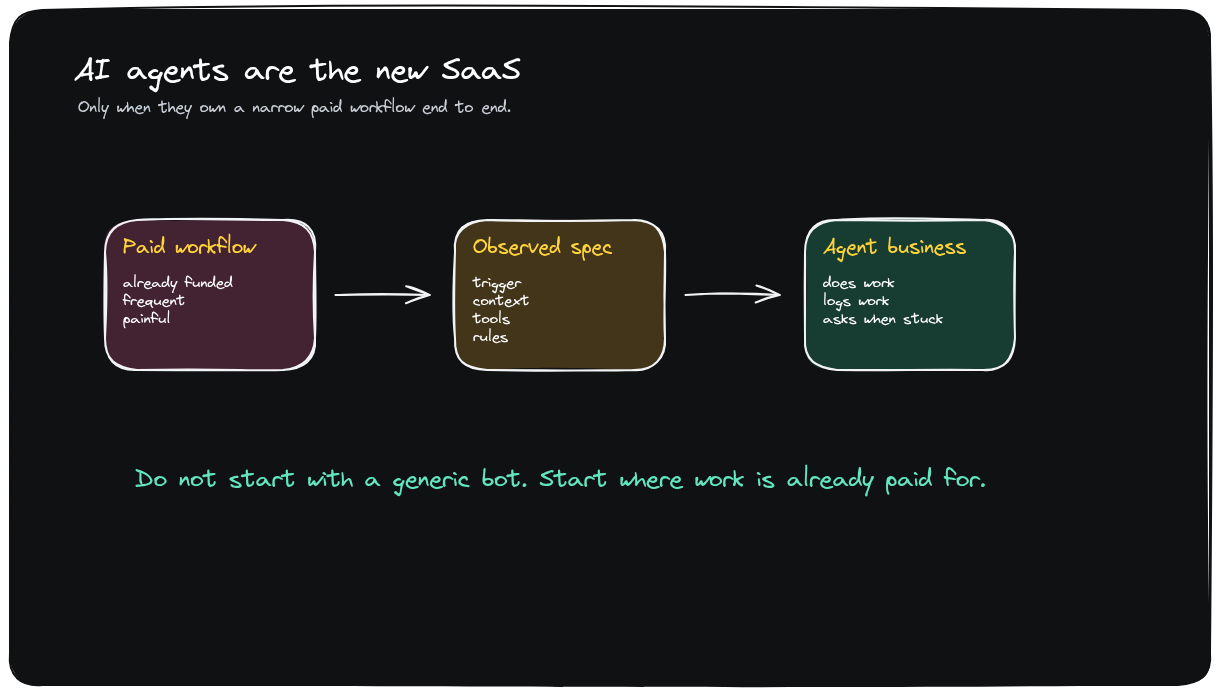 AI agents are the new SaaS
Only when they own a narrow paid workflow end to end.
Paid workflow
already funded
frequent
painful
Observed spec
trigger
context
tools
rules
Agent business
does work
logs work
asks when stuck
Do not start with a generic bot. Start where work is already paid for.